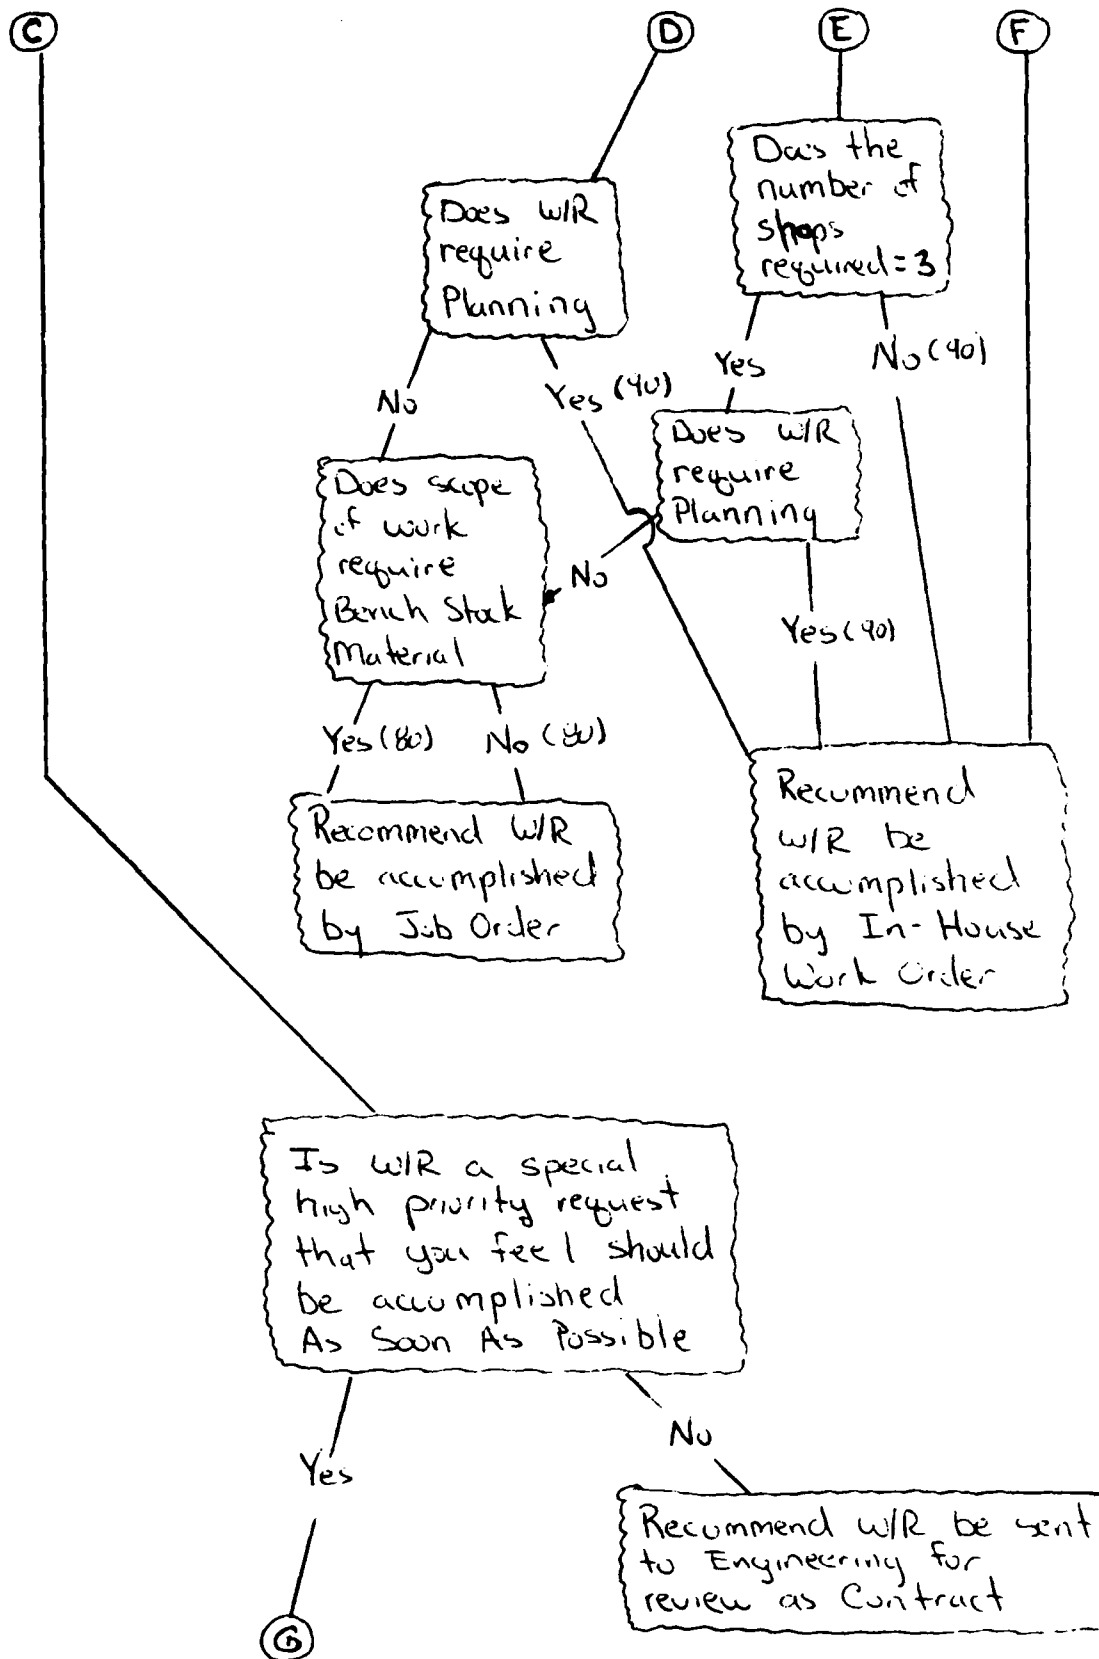 C
D
E
F
Does the
number of
shops
required = 3
Does W/R
require
Planning
Yes
No (90)
No
Yes (90)
Does W/R
require
Planning
Does scope
of work
require
Bench Stock
Material
No
Yes (90)
Yes (80)
No (80)
Recommend
W/R be
accomplished
by In-House
Work Order
Recommend W/R
be accomplished
by Job Order
Is W/R a special
high priority request
that you feel should
be accomplished
As Soon As Possible
No
Yes
Recommend W/R be sent
to Engineering for
review as Contract
G